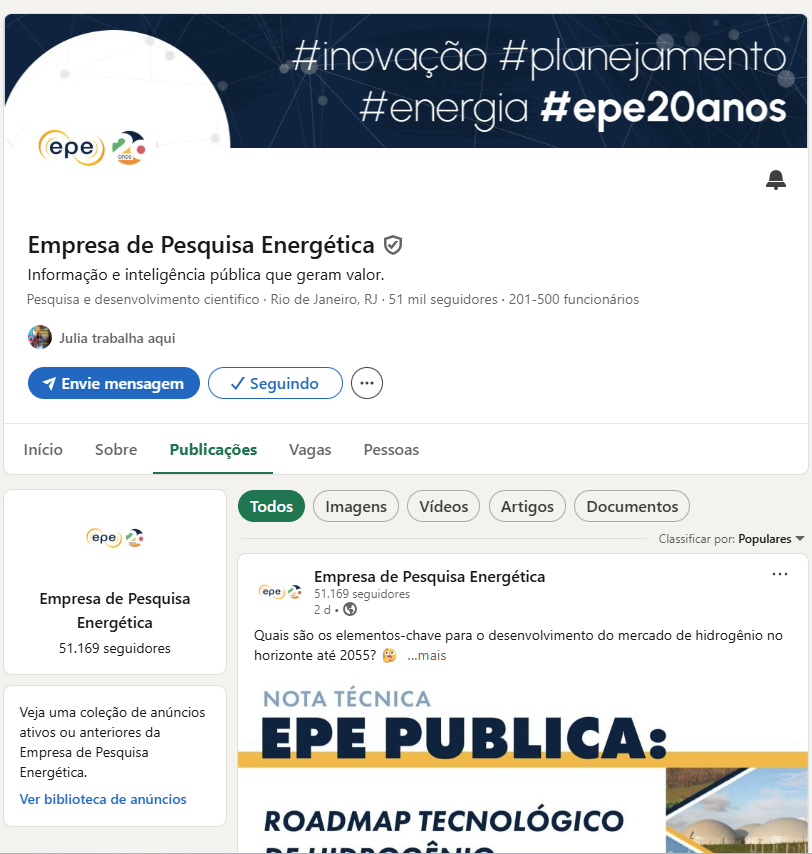 #inovação #planejamento
#energia #epe20anos
epe 20 anos
Empresa de Pesquisa Energética
Informação e inteligência pública que geram valor.
Pesquisa e desenvolvimento cientifico · Rio de Janeiro, RJ · 51 mil seguidores · 201-500 funcionários
Julia trabalha aqui
Envie mensagem
Seguindo
Início
Sobre
Publicações
Vagas
Pessoas
epe
Empresa de Pesquisa
Energética
51.169 seguidores
Veja uma coleção de anúncios
ativos ou anteriores da
Empresa de Pesquisa
Energética.
Ver biblioteca de anúncios
Todos
Imagens
Vídeos
Artigos
Documentos
Classificar por: Populares
epe
Empresa de Pesquisa Energética
51.169 seguidores
2 d •
Quais são os elementos-chave para o desenvolvimento do mercado de hidrogênio no
horizonte até 2055? 🤔 ...mais
NOTA TÉCNICA
EPE PUBLICA:
ROADMAP TECNOLÓGICO
DE HIDROGÊNIO